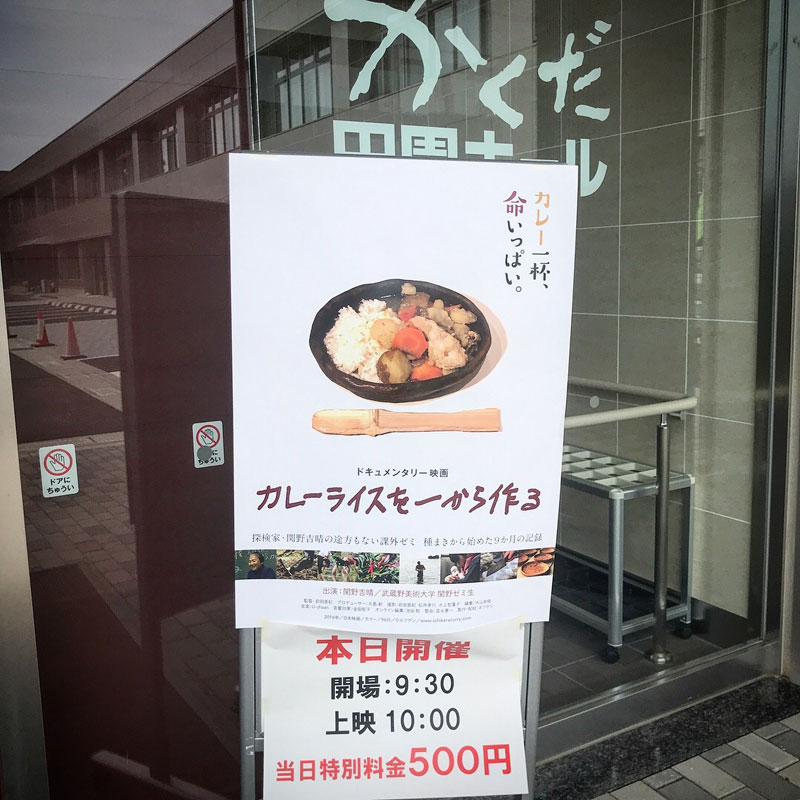 かくだ
田園ホール
カレー一杯、
命いっぱい。
ドキュメンタリー映画
カレーライスを一から作る
探検家・関野吉晴の途方もない課外ゼミ 種まきから始めた9か月の記録
出演:関野吉晴/武蔵野美術大学 関野ゼミ生
本日開催
開場:9:30
上映 10:00
当日特別料金500円
ドアに
ちゅうい
にちゅうい